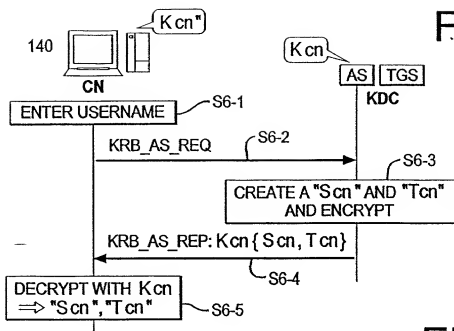 Kcn"
140
CN
Kcn
AS TGS
KDC
ENTER USERNAME
S6-1
KRB_AS_REQ
S6-2
S6-3
CREATE A "Scn" AND "Tcn"
AND ENCRYPT
KRB_AS_REP: Kcn{Scn, Tcn}
S6-4
DECRYPT WITH Kcn
⇒ "Scn", "Tcn"
S6-5